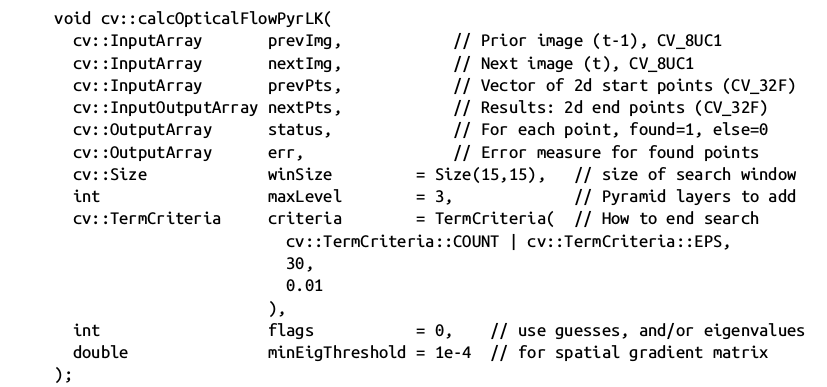 void cv::calcOpticalFlowPyrLK(
  cv::InputArray       prevImg,            // Prior image (t-1), CV_8UC1
  cv::InputArray       nextImg,            // Next image (t), CV_8UC1
  cv::InputArray       prevPts,            // Vector of 2d start points (CV_32F)
  cv::InputOutputArray nextPts,            // Results: 2d end points (CV_32F)
  cv::OutputArray      status,             // For each point, found=1, else=0
  cv::OutputArray      err,                // Error measure for found points
  cv::Size             winSize         = Size(15,15),   // size of search window
  int                  maxLevel        = 3,             // Pyramid layers to add
  cv::TermCriteria     criteria        = TermCriteria(  // How to end search
                         cv::TermCriteria::COUNT | cv::TermCriteria::EPS,
                         30,
                         0.01
                       ),
  int                  flags           = 0,    // use guesses, and/or eigenvalues
  double               minEigThreshold = 1e-4  // for spatial gradient matrix
);